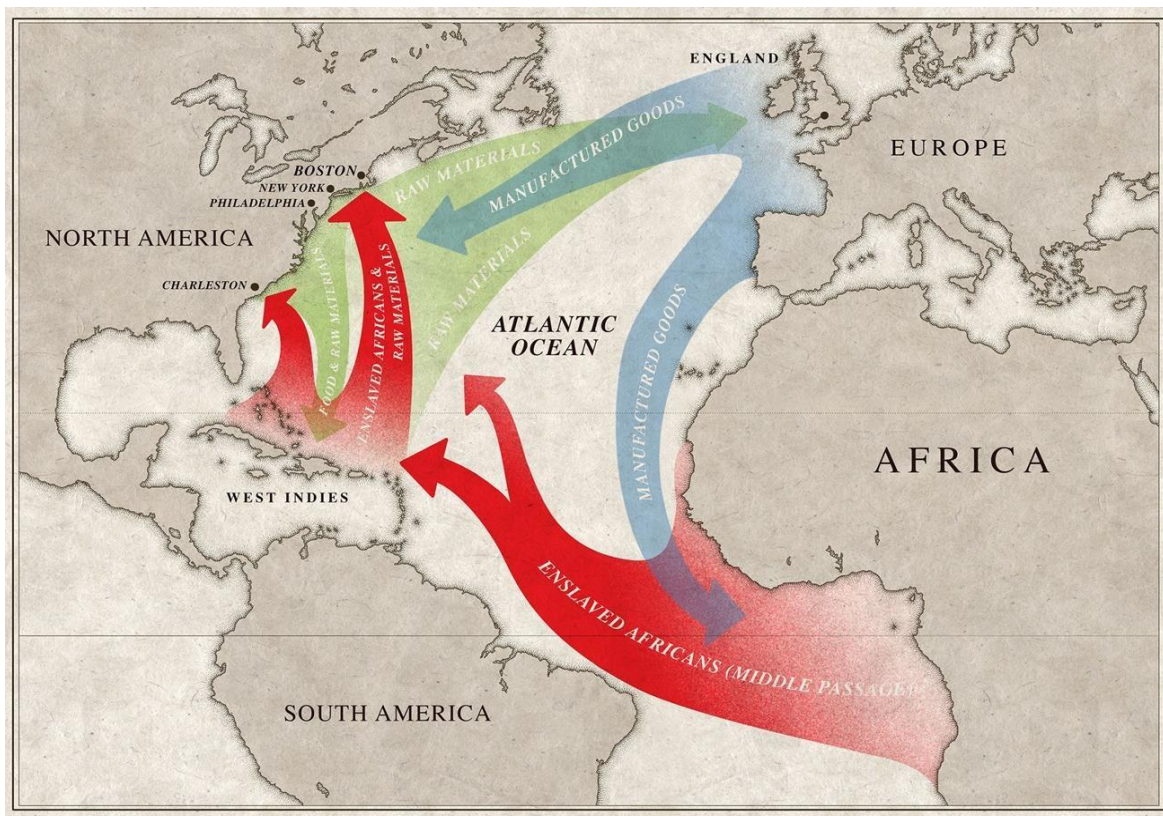 ENGLAND
EUROPE
BOSTON
NEW YORK
PHILADELPHIA
NORTH AMERICA
CHARLESTON
RAW MATERIALS
MANUFACTURED GOODS
RAW MATERIALS
FOOD & RAW MATERIALS
ENSLAVED AFRICANS &
RAW MATERIALS
ATLANTIC
OCEAN
MANUFACTURED GOODS
AFRICA
WEST INDIES
ENSLAVED AFRICANS (MIDDLE PASSAGE)
SOUTH AMERICA